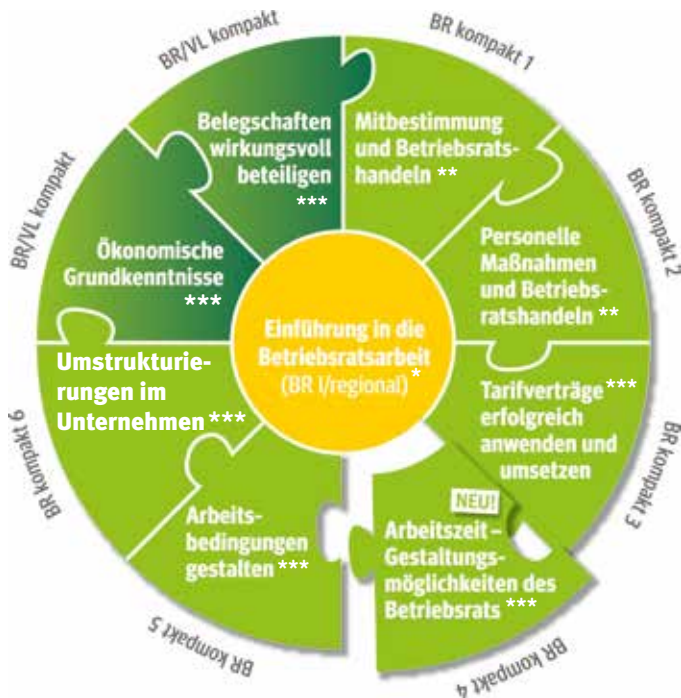 BR/VL kompakt
BR kompakt 1
Belegschaften
wirkungsvoll
beteiligen
***
Mitbestimmung
und Betriebsrats-
handeln **
BR/VL kompakt
BR kompakt 2
Ökonomische
Grundkenntnisse
***
Personelle
Maßnahmen
und Betriebs-
ratshandeln **
Einführung in die
Betriebsratsarbeit
(BR I/regional) *
Umstrukturie-
rungen im
Unternehmen ***
BR kompakt 6
Tarifverträge ***
erfolgreich
anwenden und
umsetzen
BR kompakt 3
Arbeits-
bedingungen
gestalten ***
BR kompakt 5
NEU!
Arbeitszeit –
Gestaltungs-
möglichkeiten des
Betriebsrats ***
BR kompakt 4